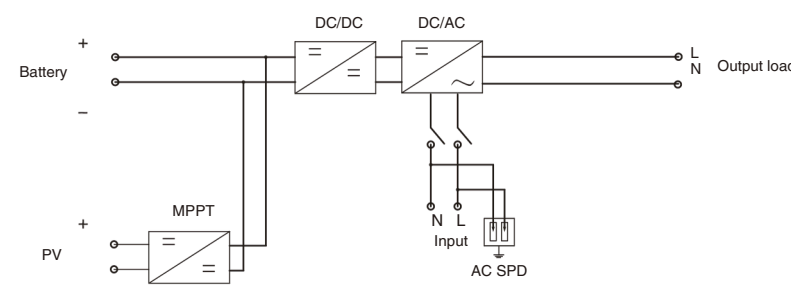 DC/DC
DC/AC
+
Battery
−
L
N
Output load
MPPT
+
PV
−
N L
Input
AC SPD